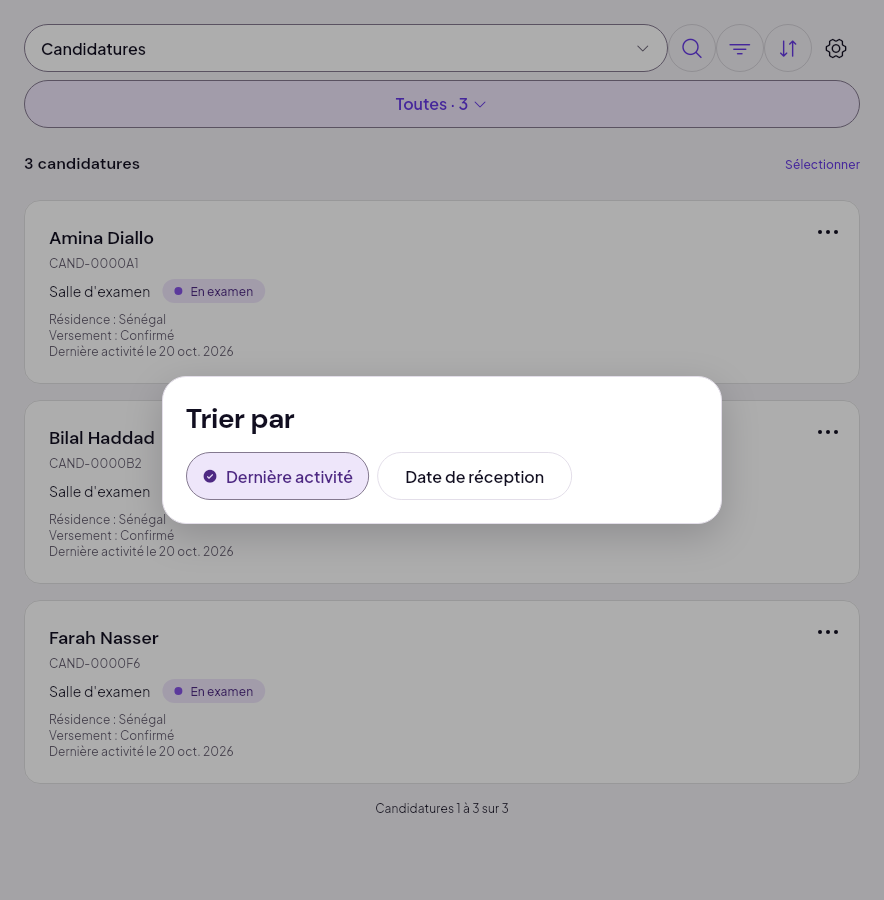 Candidatures
Toutes · 3
3 candidatures
Sélectionner
Amina Diallo
CAND-0000A1
Salle d'examen
En examen
Résidence : Sénégal
Versement : Confirmé
Dernière activité le 20 oct. 2026
Trier par
Dernière activité
Date de réception
Bilal Haddad
CAND-0000B2
Salle d'examen
Résidence : Sénégal
Versement : Confirmé
Dernière activité le 20 oct. 2026
Farah Nasser
CAND-0000F6
Salle d'examen
En examen
Résidence : Sénégal
Versement : Confirmé
Dernière activité le 20 oct. 2026
Candidatures 1 à 3 sur 3